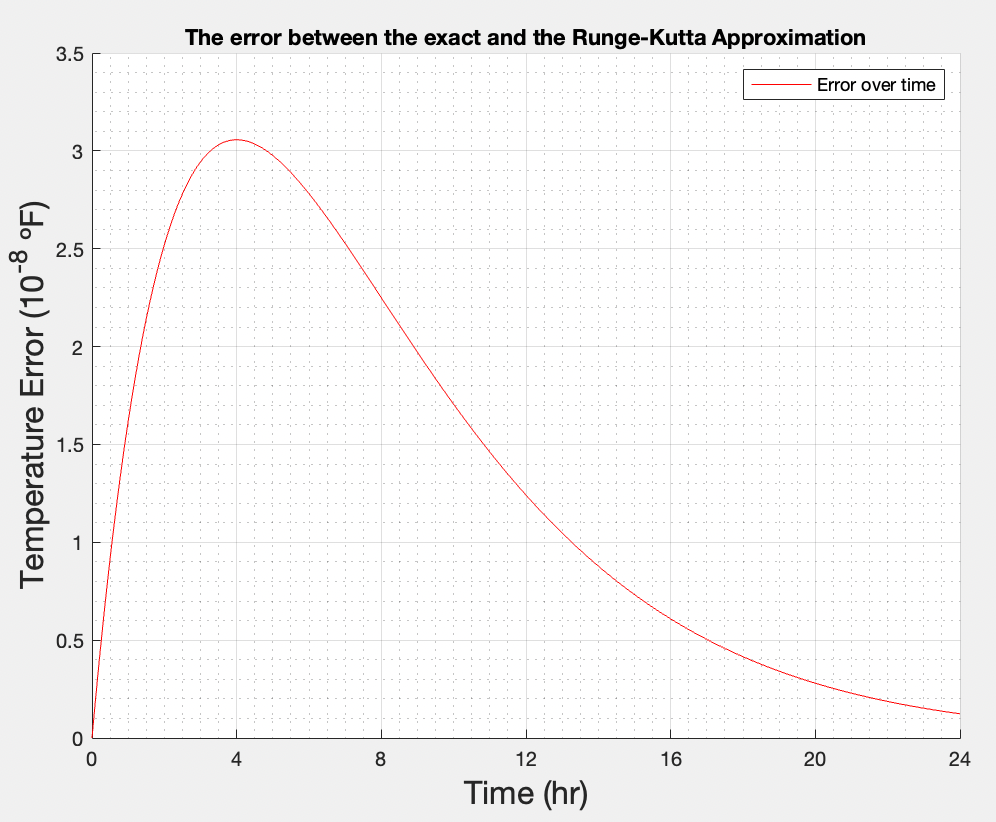 The error between the exact and the Runge-Kutta Approximation
Error over time
Temperature Error (10⁻⁸ ºF)
3.5
3
2.5
2
1.5
1
0.5
0
0 4 8 12 16 20 24
Time (hr)